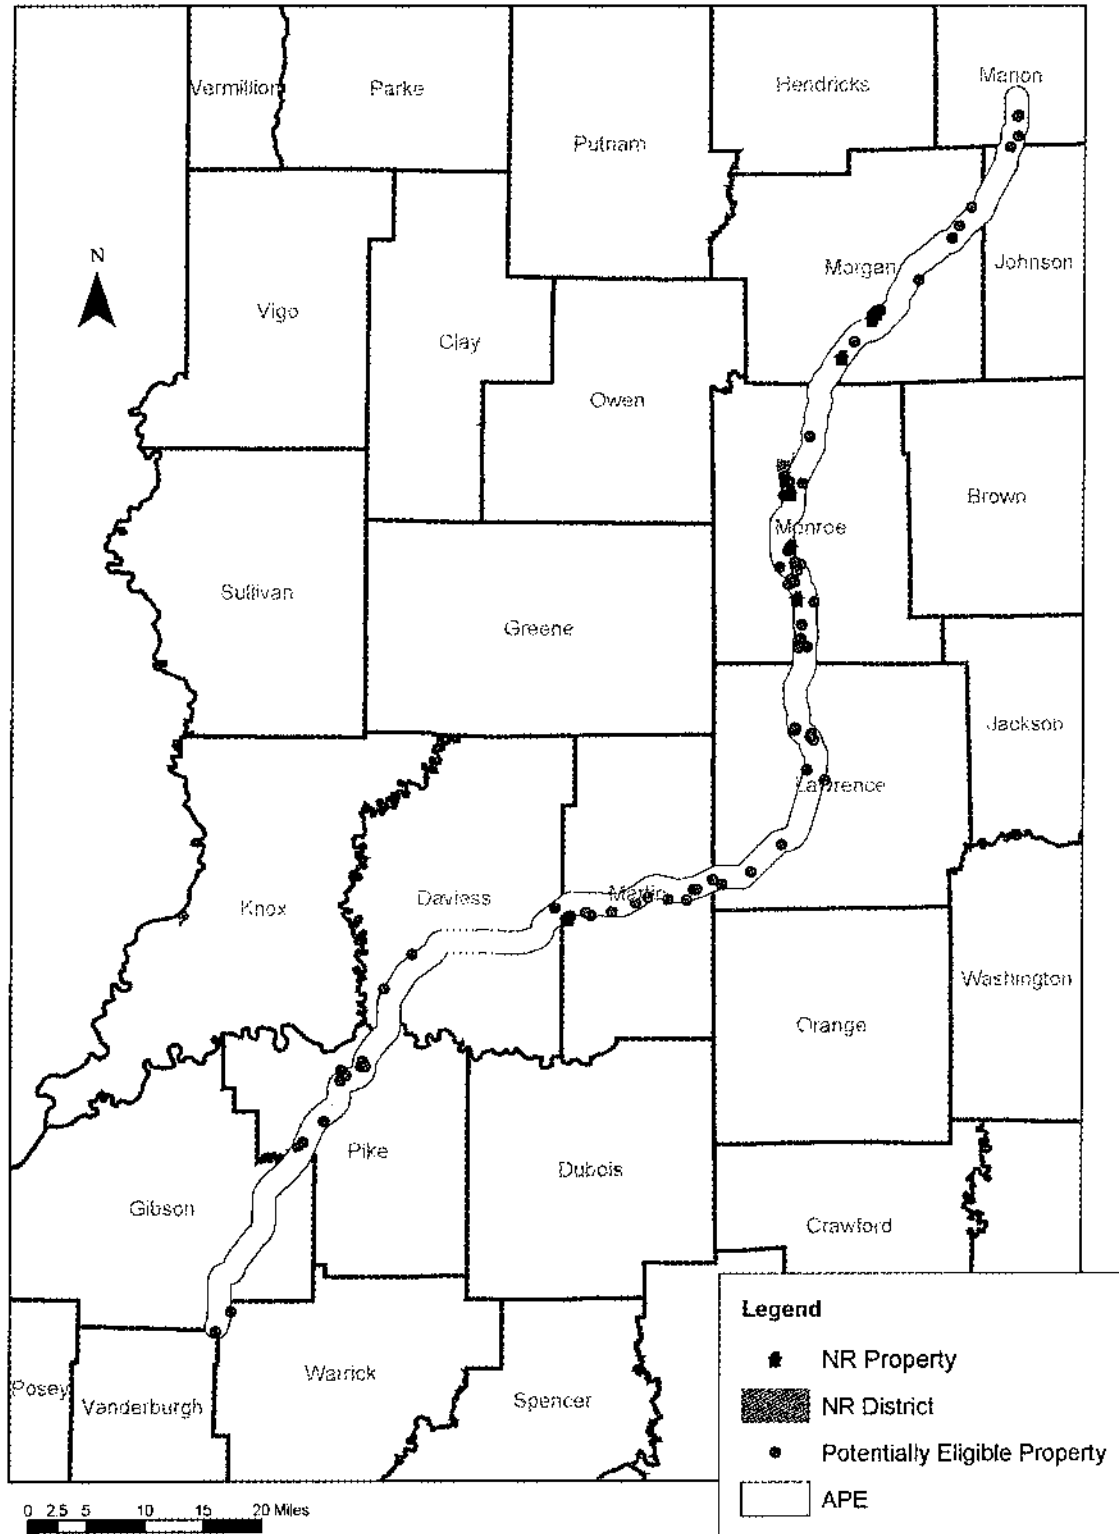 Vermillion
Parke
Putnam
Hendricks
Marion
N
Vigo
Clay
Owen
Morgan
Johnson
Sullivan
Greene
Monroe
Brown
Jackson
Lawrence
Knox
Daviess
Martin
Washington
Orange
Gibson
Pike
Dubois
Crawford
Posey
Vanderburgh
Warrick
Spencer
Legend
NR Property
NR District
Potentially Eligible Property
APE
0 2.5 5 10 15 20 Miles